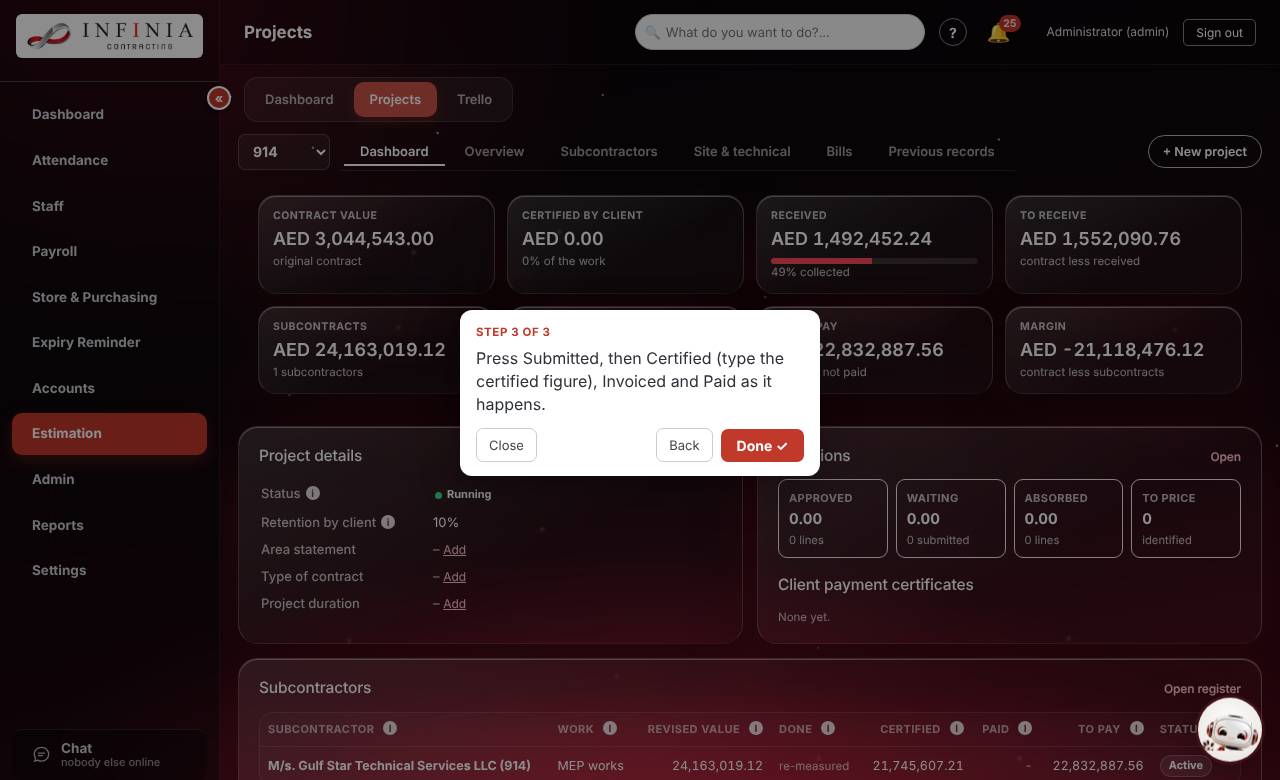 INFINIA
CONTRACTING
Projects
What do you want to do?...
?
25
Administrator (admin)
Sign out
«
Dashboard
Attendance
Staff
Payroll
Store & Purchasing
Expiry Reminder
Accounts
Estimation
Admin
Reports
Settings
Chat
nobody else online
Dashboard Projects Trello
914
Dashboard Overview Subcontractors Site & technical Bills Previous records
+ New project
CONTRACT VALUE
AED 3,044,543.00
original contract
CERTIFIED BY CLIENT
AED 0.00
0% of the work
RECEIVED
AED 1,492,452.24
49% collected
TO RECEIVE
AED 1,552,090.76
contract less received
SUBCONTRACTS
AED 24,163,019.12
1 subcontractors
PAY
22,832,887.56
not paid
MARGIN
AED -21,118,476.12
contract less subcontracts
STEP 3 OF 3
Press Submitted, then Certified (type the
certified figure), Invoiced and Paid as it
happens.
Close Back Done ✓
Project details
Status i Running
Retention by client i 10%
Area statement – Add
Type of contract – Add
Project duration – Add
ions
Open
APPROVED
0.00
0 lines
WAITING
0.00
0 submitted
ABSORBED
0.00
0 lines
TO PRICE
0
identified
Client payment certificates
None yet.
Subcontractors
Open register
SUBCONTRACTOR i WORK i REVISED VALUE i DONE i CERTIFIED i PAID i TO PAY i STATU
M/s. Gulf Star Technical Services LLC (914) MEP works 24,163,019.12 re-measured 21,745,607.21 - 22,832,887.56 Active